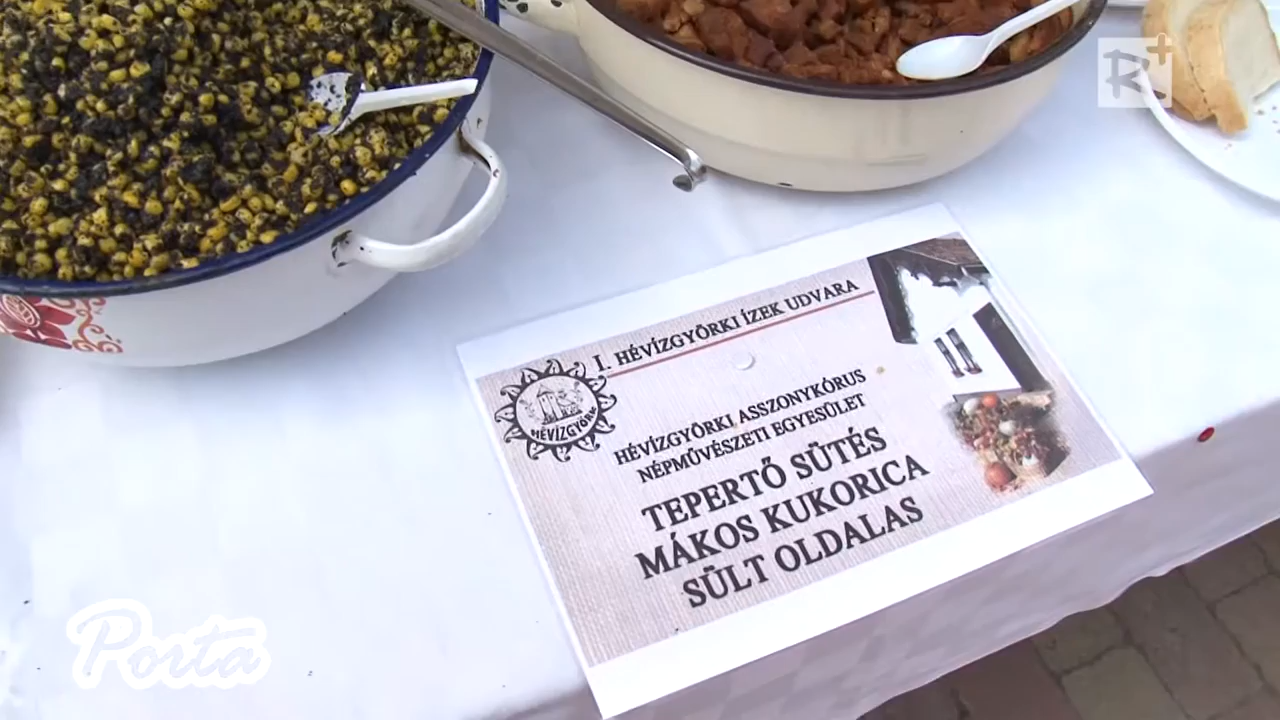 R+
I. HÉVÍZGYÖRKI ÍZEK UDVARA
HÉVÍZGYÖRK
HÉVÍZGYÖRKI ASSZONYKÓRUS
NÉPMŰVÉSZETI EGYESÜLET
TEPERTŐ SÜTÉS
MÁKOS KUKORICA
SÜLT OLDALAS
Porta